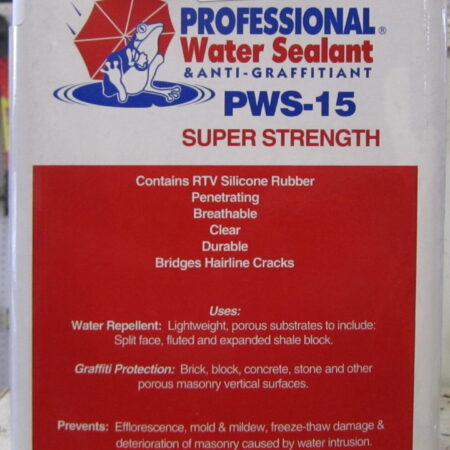 PROFESSIONAL®
Water Sealant
& ANTI-GRAFFITIANT
PWS-15
SUPER STRENGTH
Contains RTV Silicone Rubber
Penetrating
Breathable
Clear
Durable
Bridges Hairline Cracks
Uses:
Water Repellent: Lightweight, porous substrates to include:
Split face, fluted and expanded shale block.
Graffiti Protection: Brick, block, concrete, stone and other
porous masonry vertical surfaces.
Prevents: Efflorescence, mold & mildew, freeze-thaw damage &
deterioration of masonry caused by water intrusion.